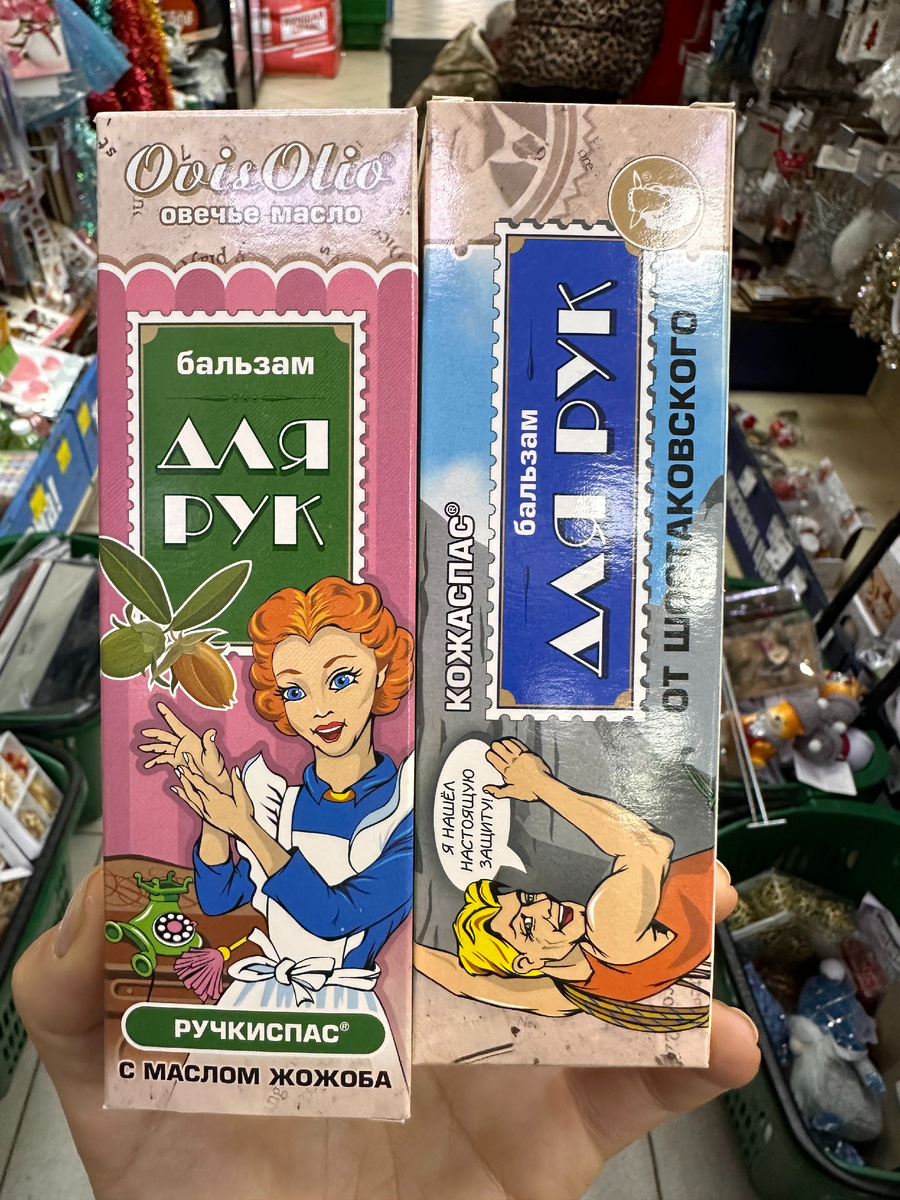 OvisOlio®
овечье масло
бальзам
ДЛЯ
РУК
РУЧКИСПАС®
С МАСЛОМ ЖОЖОБА
КОЖАСПАС®
бальзам
ДЛЯ РУК
ОТ ШОСТАКОВСКОГО
Я НАШЁЛ
НАСТОЯЩУЮ
ЗАЩИТУ!